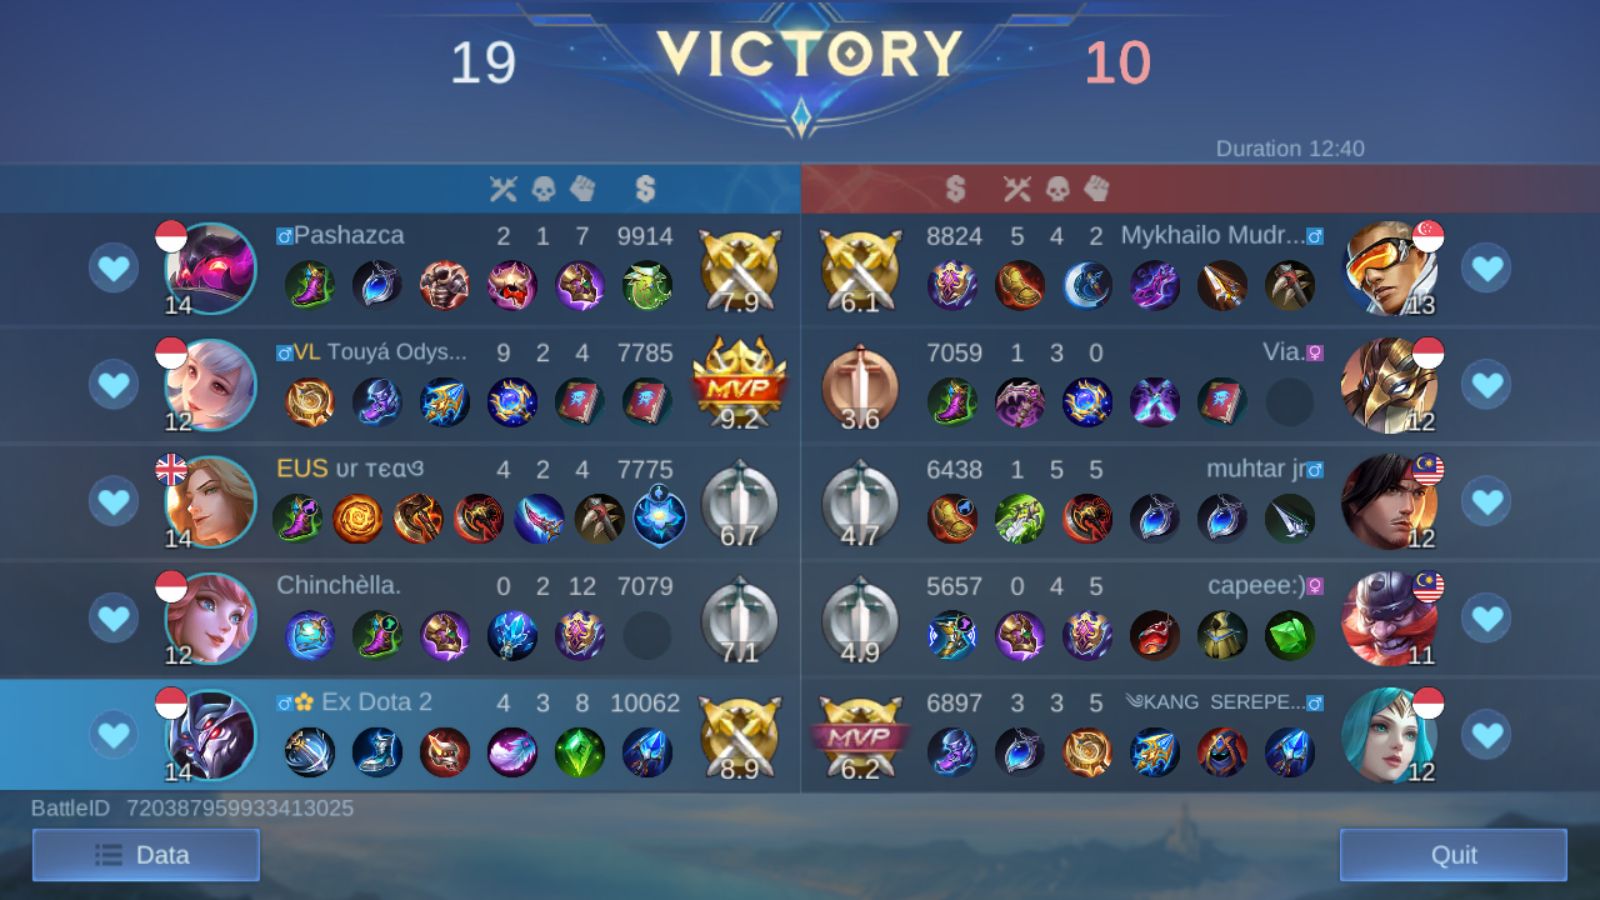 19 VICTORY 10
Duration 12:40
Pashazca 2 1 7 9914
14 7.9
8824 5 4 2 Mykhailo Mudr...
6.1 13
VL Touyá Odys... 9 2 4 7785
12 MVP 9.2
7059 1 3 0 Via.
3.6 12
EUS υr тєαʚ 4 2 4 7775
14 6.7
6438 1 5 5 muhtar jr
4.7 12
Chinchèlla. 0 2 12 7079
12 7.1
5657 0 4 5 capeee:)
4.9 11
Ex Dota 2 4 3 8 10062
14 8.9
6897 3 3 5 ༄KANG SEREPE...
MVP 6.2 12
BattleID 720387959933413025
Data
Quit